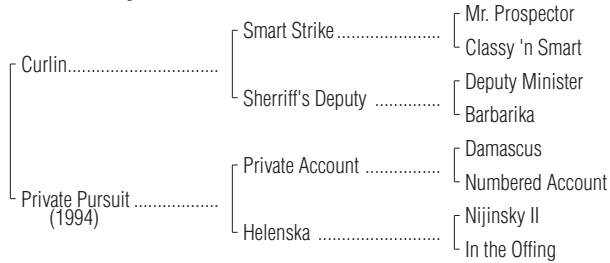 Mr. Prospector
Smart Strike ......................
Classy 'n Smart
Curlin................................
Deputy Minister
Sherriff's Deputy ..............
Barbarika
Damascus
Private Account ................
Numbered Account
Private Pursuit ..................
(1994)
Nijinsky II
Helenska ..........................
In the Offing